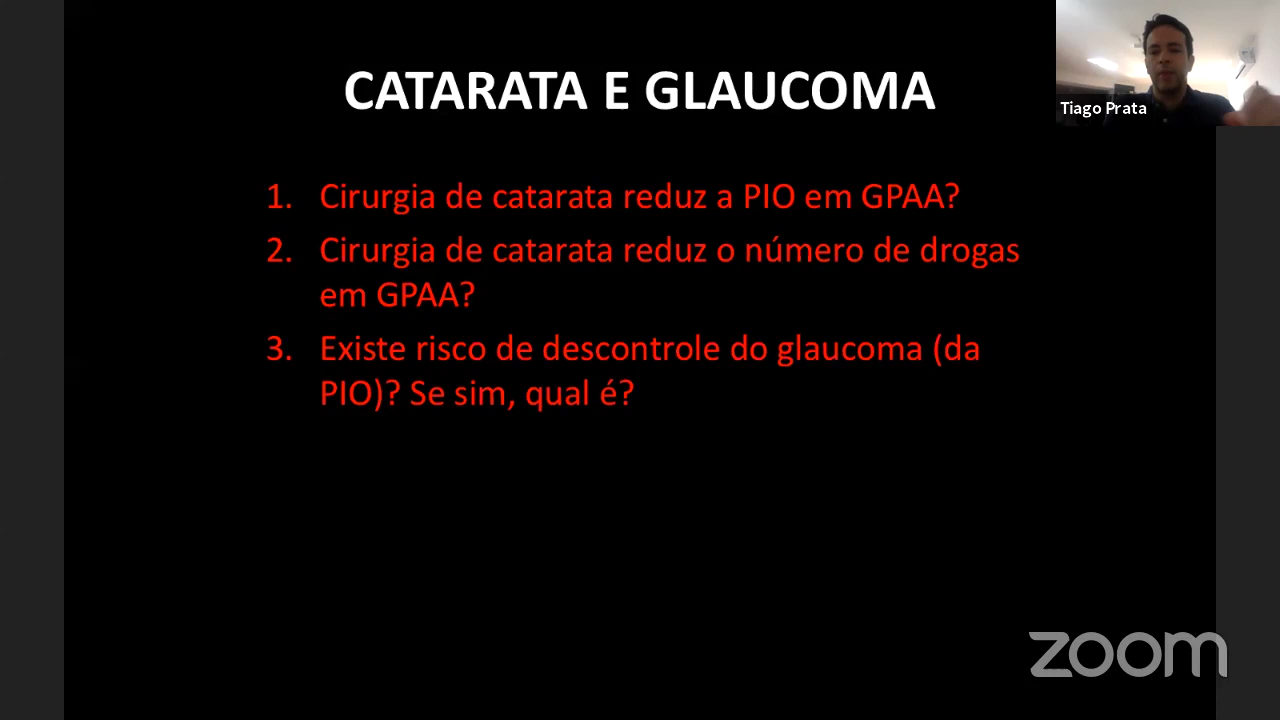 CATARATA E GLAUCOMA
Tiago Prata
1. Cirurgia de catarata reduz a PIO em GPAA?
2. Cirurgia de catarata reduz o número de drogas
em GPAA?
3. Existe risco de descontrole do glaucoma (da
PIO)? Se sim, qual é?
zoom